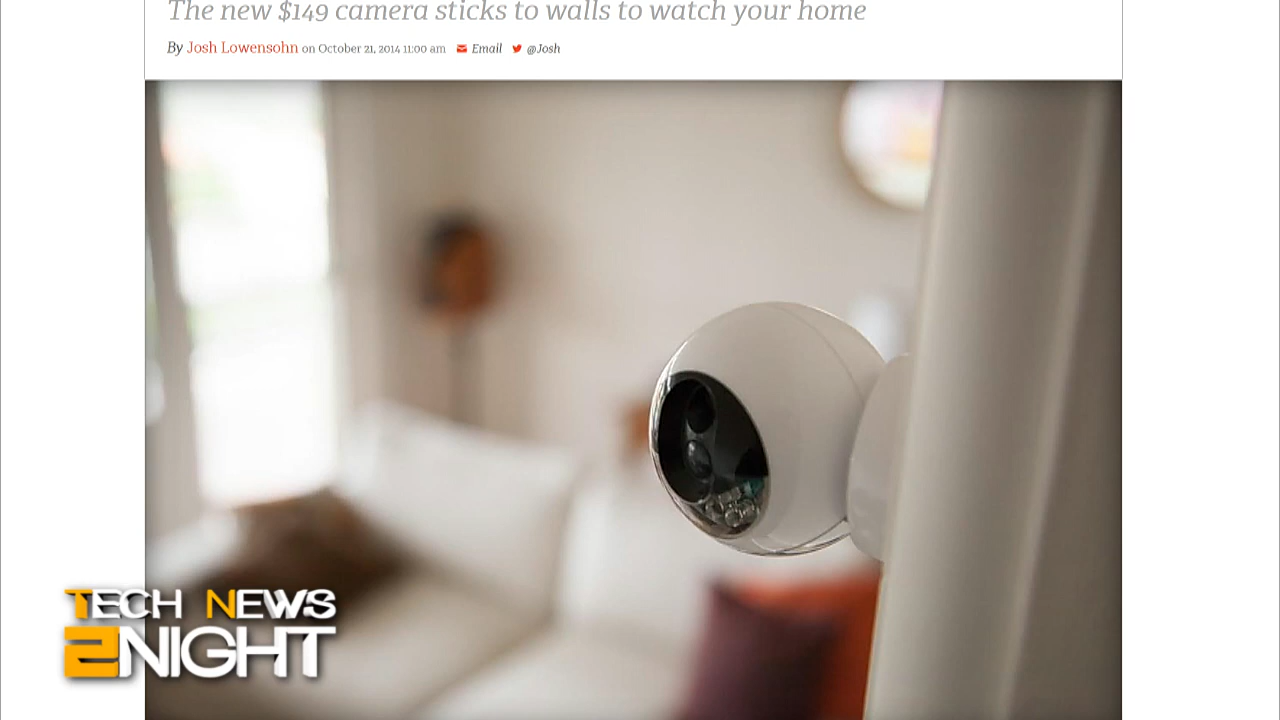 The new $149 camera sticks to walls to watch your home
By Josh Lowensohn on October 21, 2014 11:00 am Email @Josh
TECH NEWS
2NIGHT